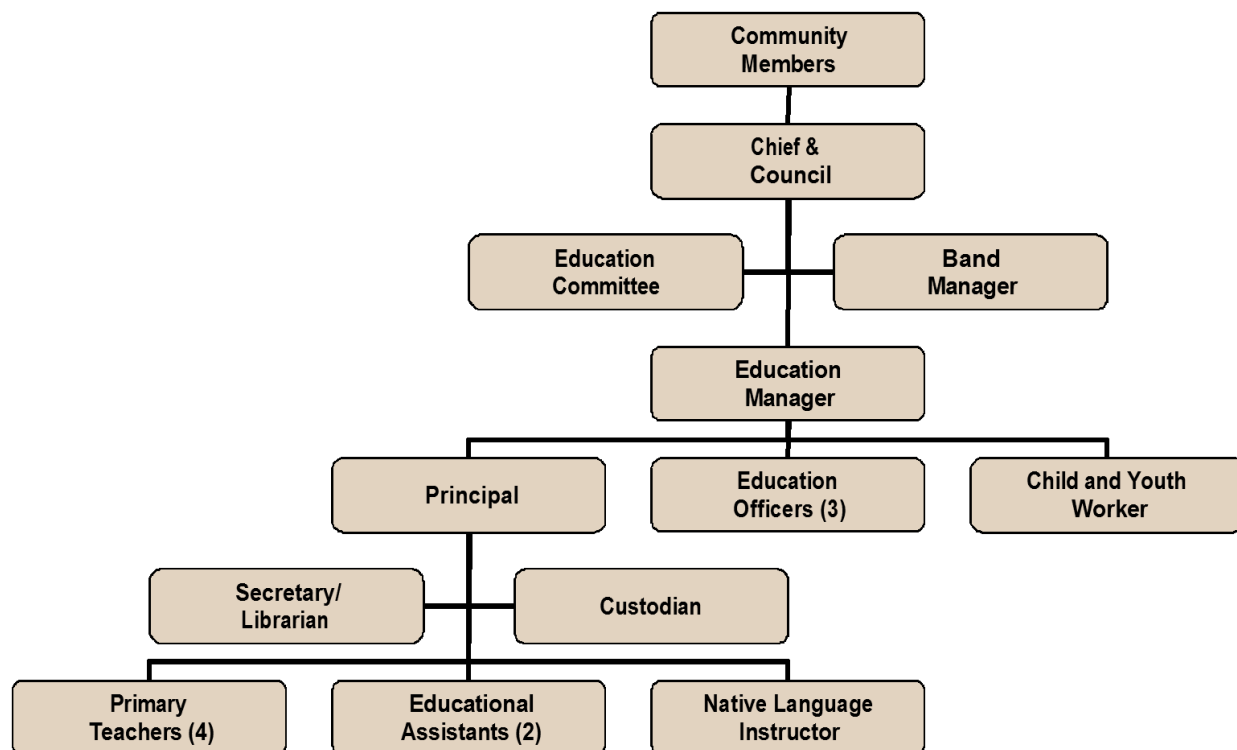 Community
Members
Chief &
Council
Education
Committee
Band
Manager
Education
Manager
Principal
Education
Officers (3)
Child and Youth
Worker
Secretary/
Librarian
Custodian
Primary
Teachers (4)
Educational
Assistants (2)
Native Language
Instructor